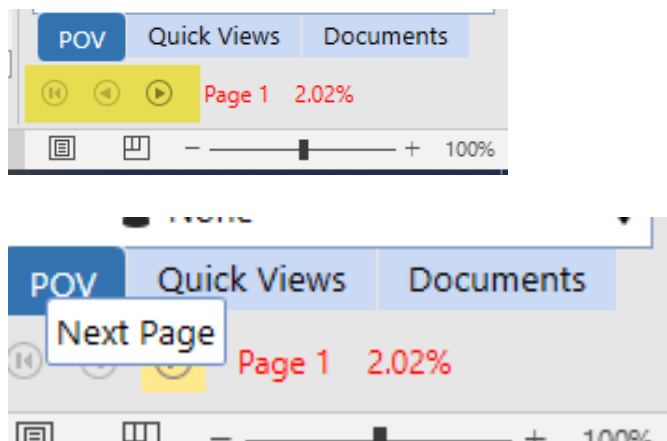 POV Quick Views Documents
Page 1 2.02%
100%
None
POV Quick Views Documents
Next Page
Page 1 2.02%
100%